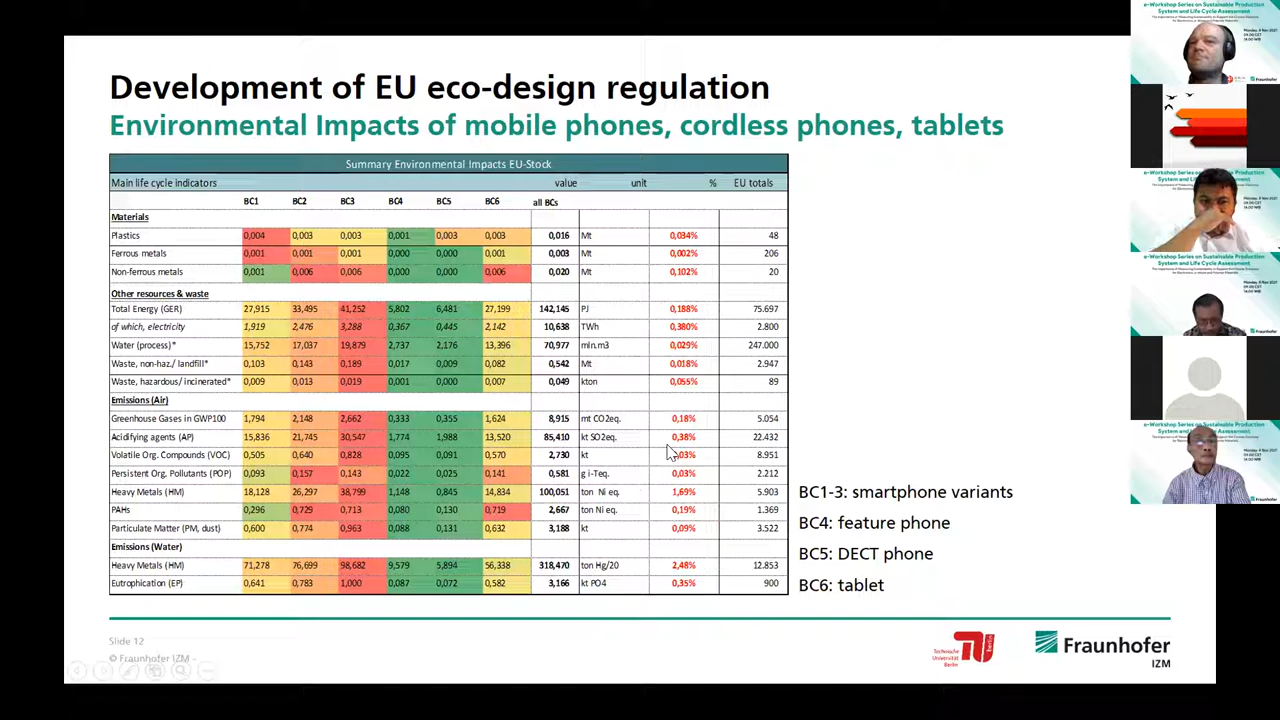 Development of EU eco-design regulation
Environmental Impacts of mobile phones, cordless phones, tablets
Summary Environmental Impacts EU-Stock
Main life cycle indicators value unit % EU totals
BC1 BC2 BC3 BC4 BC5 BC6 all BCs
Materials
Plastics 0,004 0,003 0,003 0,001 0,003 0,003 0,016 Mt 0,034% 48
Ferrous metals 0,001 0,001 0,001 0,000 0,000 0,001 0,003 Mt 0,002% 206
Non-ferrous metals 0,001 0,006 0,006 0,000 0,000 0,006 0,020 Mt 0,102% 20
Other resources & waste
Total Energy (GER) 27,915 33,495 41,252 5,802 6,481 27,199 142,145 PJ 0,188% 75.697
of which, electricity 1,919 2,476 3,288 0,367 0,445 2,142 10,638 TWh 0,380% 2.800
Water (process)* 15,752 17,037 19,879 2,737 2,176 13,396 70,977 mln.m3 0,029% 247.000
Waste, non-haz./ landfill* 0,103 0,143 0,189 0,017 0,009 0,082 0,542 Mt 0,018% 2.947
Waste, hazardous/ incinerated* 0,009 0,013 0,019 0,001 0,000 0,007 0,049 kton 0,055% 89
Emissions (Air)
Greenhouse Gases in GWP100 1,794 2,148 2,662 0,333 0,355 1,624 8,915 mt CO2eq. 0,18% 5.054
Acidifying agents (AP) 15,836 21,745 30,547 1,774 1,988 13,520 85,410 kt SO2eq. 0,38% 22.432
Volatile Org. Compounds (VOC) 0,505 0,640 0,828 0,095 0,091 0,570 2,730 kt 03% 8.951
Persistent Org. Pollutants (POP) 0,093 0,157 0,143 0,022 0,025 0,141 0,581 g i-Teq. 0,03% 2.212
Heavy Metals (HM) 18,128 26,297 38,799 1,148 0,845 14,834 100,051 ton Ni eq. 1,69% 5.903
PAHs 0,296 0,729 0,713 0,080 0,130 0,719 2,667 ton Ni eq. 0,19% 1.369
Particulate Matter (PM, dust) 0,600 0,774 0,963 0,088 0,131 0,632 3,188 kt 0,09% 3.522
Emissions (Water)
Heavy Metals (HM) 71,278 76,699 98,682 9,579 5,894 56,338 318,470 ton Hg/20 2,48% 12.853
Eutrophication (EP) 0,641 0,783 1,000 0,087 0,072 0,582 3,166 kt PO4 0,35% 900
BC1-3: smartphone variants
BC4: feature phone
BC5: DECT phone
BC6: tablet
Slide 12
© Fraunhofer IZM -
Technische
Universität
Berlin
Fraunhofer
IZM
e-Workshop Series on Sustainable Production
System and Life Cycle Assessment